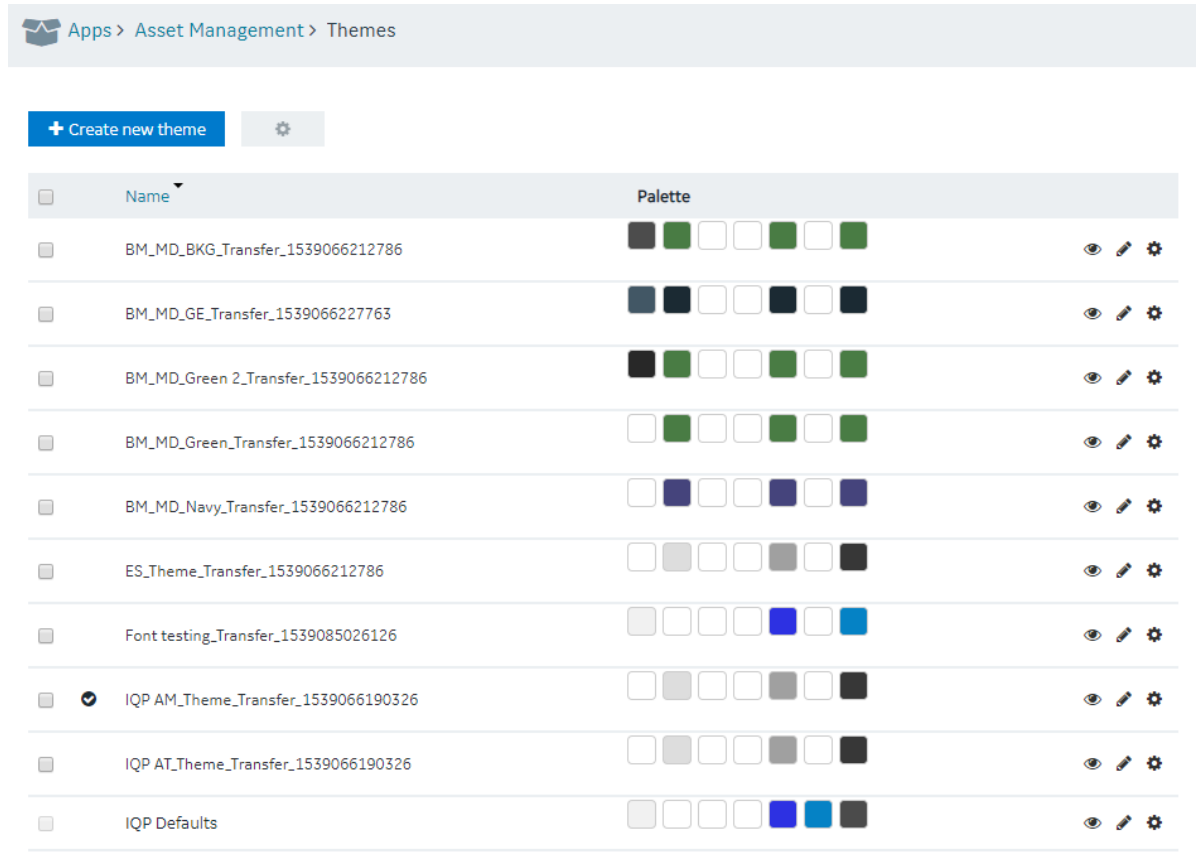 Apps > Asset Management > Themes
Create new theme
Name Palette
BM_MD_BKG_Transfer_1539066212786
BM_MD_GE_Transfer_1539066227763
BM_MD_Green 2_Transfer_1539066212786
BM_MD_Green_Transfer_1539066212786
BM_MD_Navy_Transfer_1539066212786
ES_Theme_Transfer_1539066212786
Font testing_Transfer_1539085026126
IQP AM_Theme_Transfer_1539066190326
IQP AT_Theme_Transfer_1539066190326
IQP Defaults